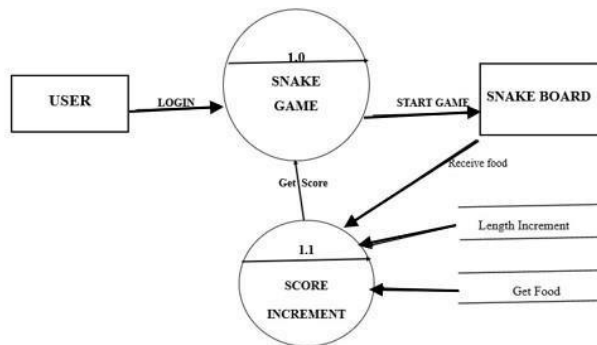 1.0
SNAKE
GAME
USER
LOGIN
START GAME
SNAKE BOARD
Receive food
Get Score
Length Increment
1.1
SCORE
INCREMENT
Get Food